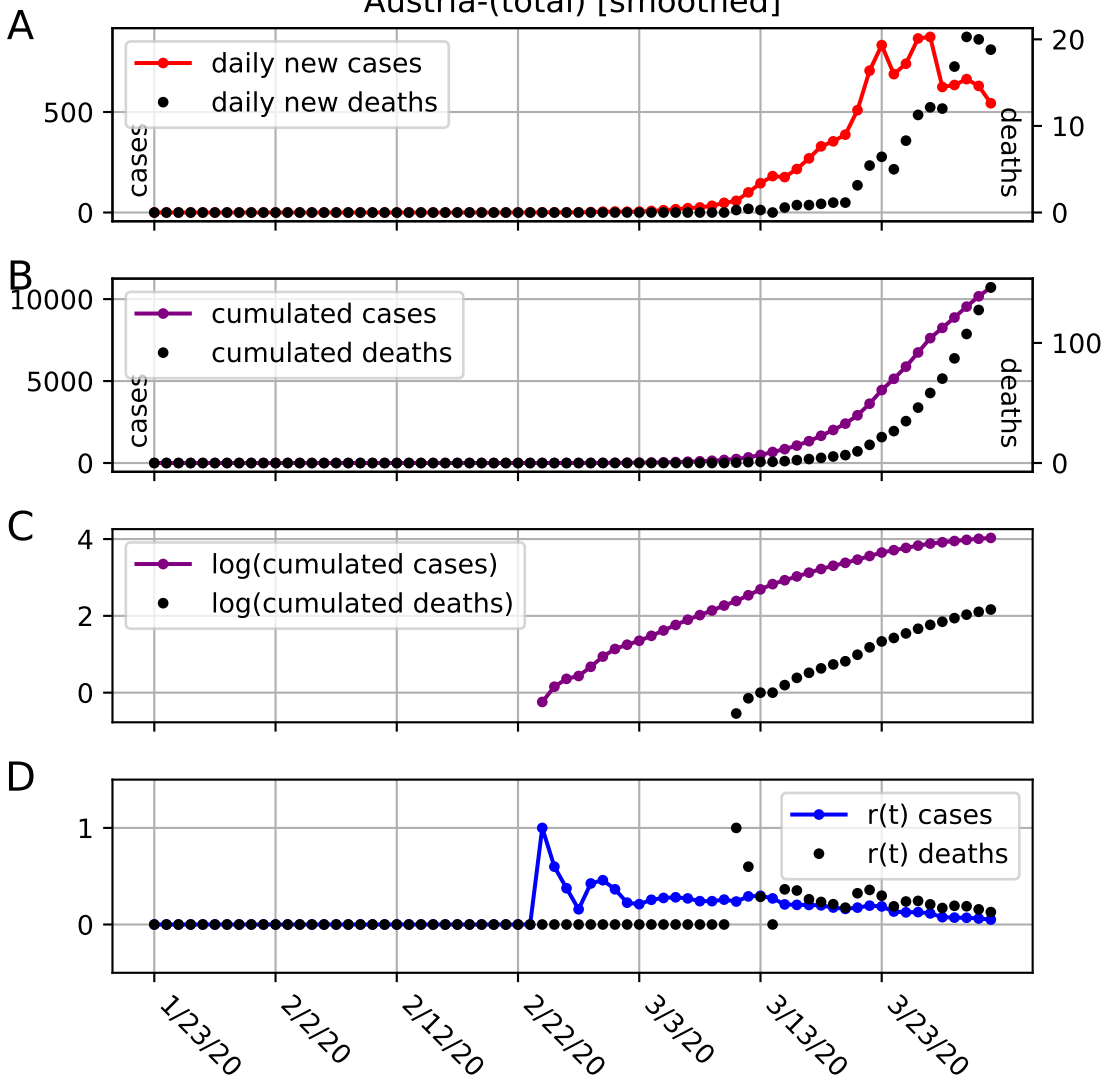 Austria-(total) [smoothed]
A
daily new cases
daily new deaths
500
0
cases
20
10
0
deaths
B
cumulated cases
cumulated deaths
10000
5000
0
cases
100
0
deaths
C
log(cumulated cases)
log(cumulated deaths)
4
2
0
D
r(t) cases
r(t) deaths
1
0
1/23/20
2/2/20
2/12/20
2/22/20
3/3/20
3/13/20
3/23/20